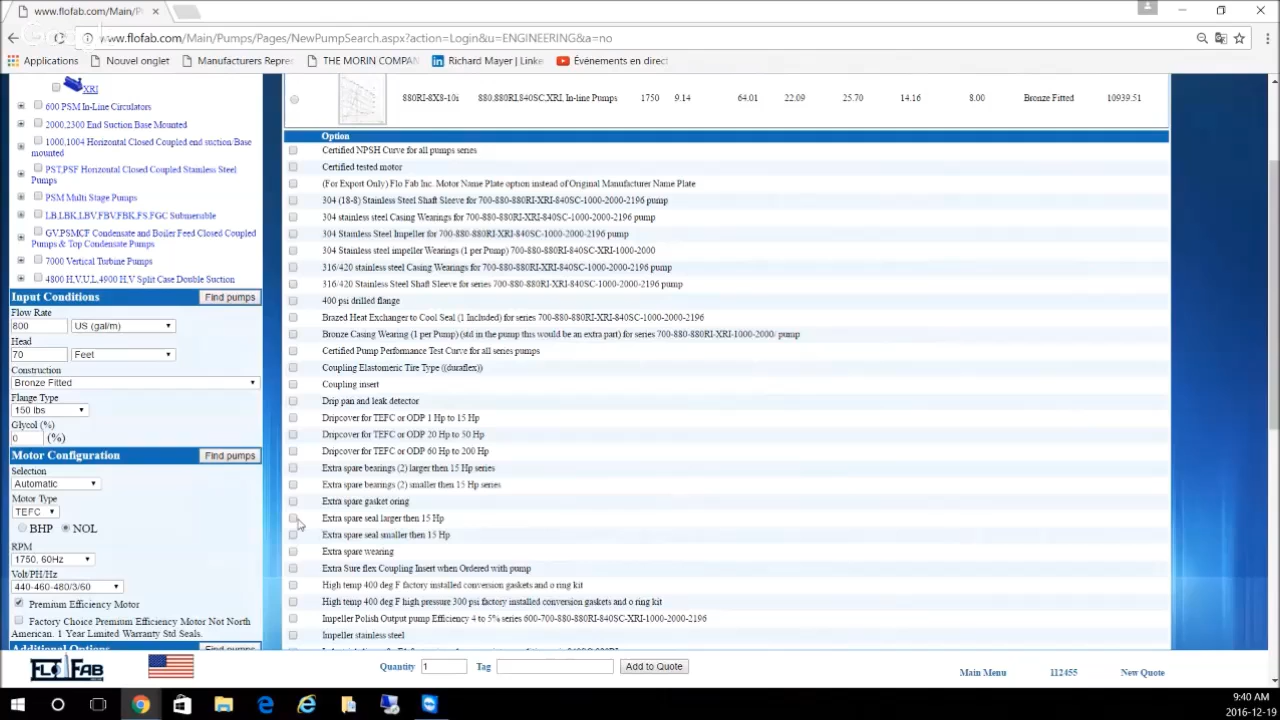 www.flofab.com/Main/P
www.flofab.com/Main/Pumps/Pages/NewPumpSearch.aspx?action=Login&u=ENGINEERING&a=no
Applications
Nouvel onglet
Manufacturers Repre
THE MORIN COMPAN
Richard Mayer | Linke
Événements en direct
XRI
600 PSM In-Line Circulators
2000,2300 End Suction Base Mounted
1000,1004 Horizontal Closed Coupled end suction/Base
mounted
PST,PSF Horizontal Closed Coupled Stainless Steel
Pumps
PSM Multi Stage Pumps
LB,LBK,LBV,FBV,FBK,FS,FGC Submersible
GV,PSMCF Condensate and Boiler Feed Closed Coupled
Pumps & Top Condensate Pumps
7000 Vertical Turbine Pumps
4800 H,V,U,L,4900 H,V Split Case Double Suction
Input Conditions Find pumps
Flow Rate
800 US (gal/m)
Head
70 Feet
Construction
Bronze Fitted
Flange Type
150 lbs
Glycol (%)
0 (%)
Motor Configuration Find pumps
Selection
Automatic
Motor Type
TEFC
BHP NOL
RPM
1750, 60Hz
Volt/PH/Hz
440-460-480/3/60
Premium Efficiency Motor
Factory Choice Premium Efficiency Motor Not North
American. 1 Year Limited Warranty Std Seals.
Additional Options Find pumps
880RI-8X8-10s 880,880RI,840SC,XRI, In-line Pumps 1750 9.14 64.01 22.09 25.70 14.16 8.00 Bronze Fitted 10939.51
Option
Certified NPSH Curve for all pumps series
Certified tested motor
(For Export Only) Flo Fab Inc. Motor Name Plate option instead of Original Manufacturer Name Plate
304 (18-8) Stainless Steel Shaft Sleeve for 700-880-880RI-XRI-840SC-1000-2000-2196 pump
304 stainless steel Casing Wearings for 700-880-880RI-XRI-840SC-1000-2000-2196 pump
304 Stainless Steel Impeller for 700-880-880RI-XRI-840SC-1000-2000-2196 pump
304 Stainless steel impeller Wearings (1 per Pump) 700-880-880RI-840SC-XRI-1000-2000
316/420 stainless steel Casing Wearings for 700-880-880RI-XRI-840SC-1000-2000-2196 pump
316/420 Stainless Steel Shaft Sleeve for series 700-880-880RI-XRI-840SC-1000-2000-2196 pump
400 psi drilled flange
Brazed Heat Exchanger to Cool Seal (1 Included) for series 700-880-880RI-XRI-840SC-1000-2000-2196
Bronze Casing Wearing (1 per Pump) (std in the pump this would be an extra part) for series 700-880-880RI-XRI-1000-2000 pump
Certified Pump Performance Test Curve for all series pumps
Coupling Elastomeric Tire Type ((duraflex))
Coupling insert
Drip pan and leak detector
Dripcover for TEFC or ODP 1 Hp to 15 Hp
Dripcover for TEFC or ODP 20 Hp to 50 Hp
Dripcover for TEFC or ODP 60 Hp to 200 Hp
Extra spare bearings (2) larger then 15 Hp series
Extra spare bearings (2) smaller then 15 Hp series
Extra spare gasket oring
Extra spare seal larger then 15 Hp
Extra spare seal smaller then 15 Hp
Extra spare wearing
Extra Sure flex Coupling Insert when Ordered with pump
High temp 400 deg F factory installed conversion gaskets and o ring kit
High temp 400 deg F high pressure 300 psi factory installed conversion gaskets and o ring kit
Impeller Polish Output pump Efficiency 4 to 5% series 600-700-880-880RI-840SC-XRI-1000-2000-2196
Impeller stainless steel
FLO FAB
Quantity 1 Tag Add to Quote
Main Menu 112455 New Quote
9:40 AM
2016-12-19